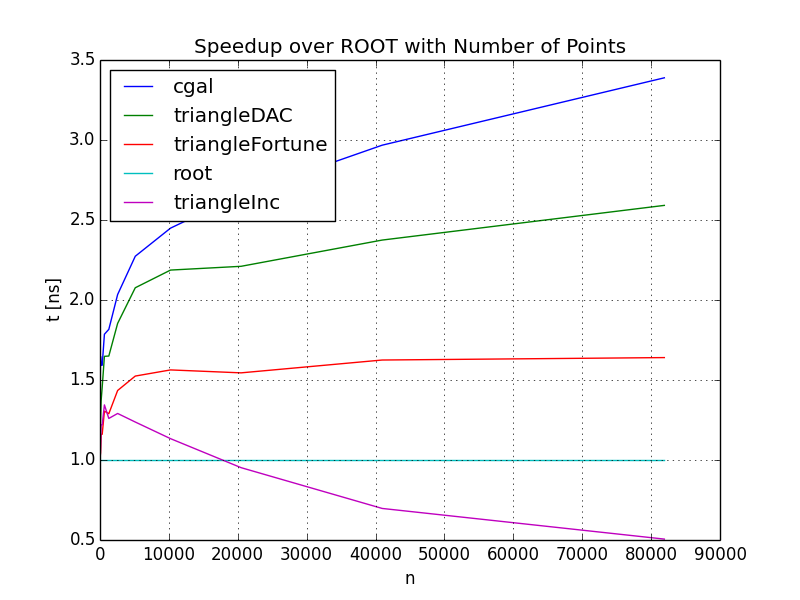 Speedup over ROOT with Number of Points
3.5
3.0
2.5
2.0
1.5
1.0
0.5
t [ns]
cgal
triangleDAC
triangleFortune
root
triangleInc
0 10000 20000 30000 40000 50000 60000 70000 80000 90000
n